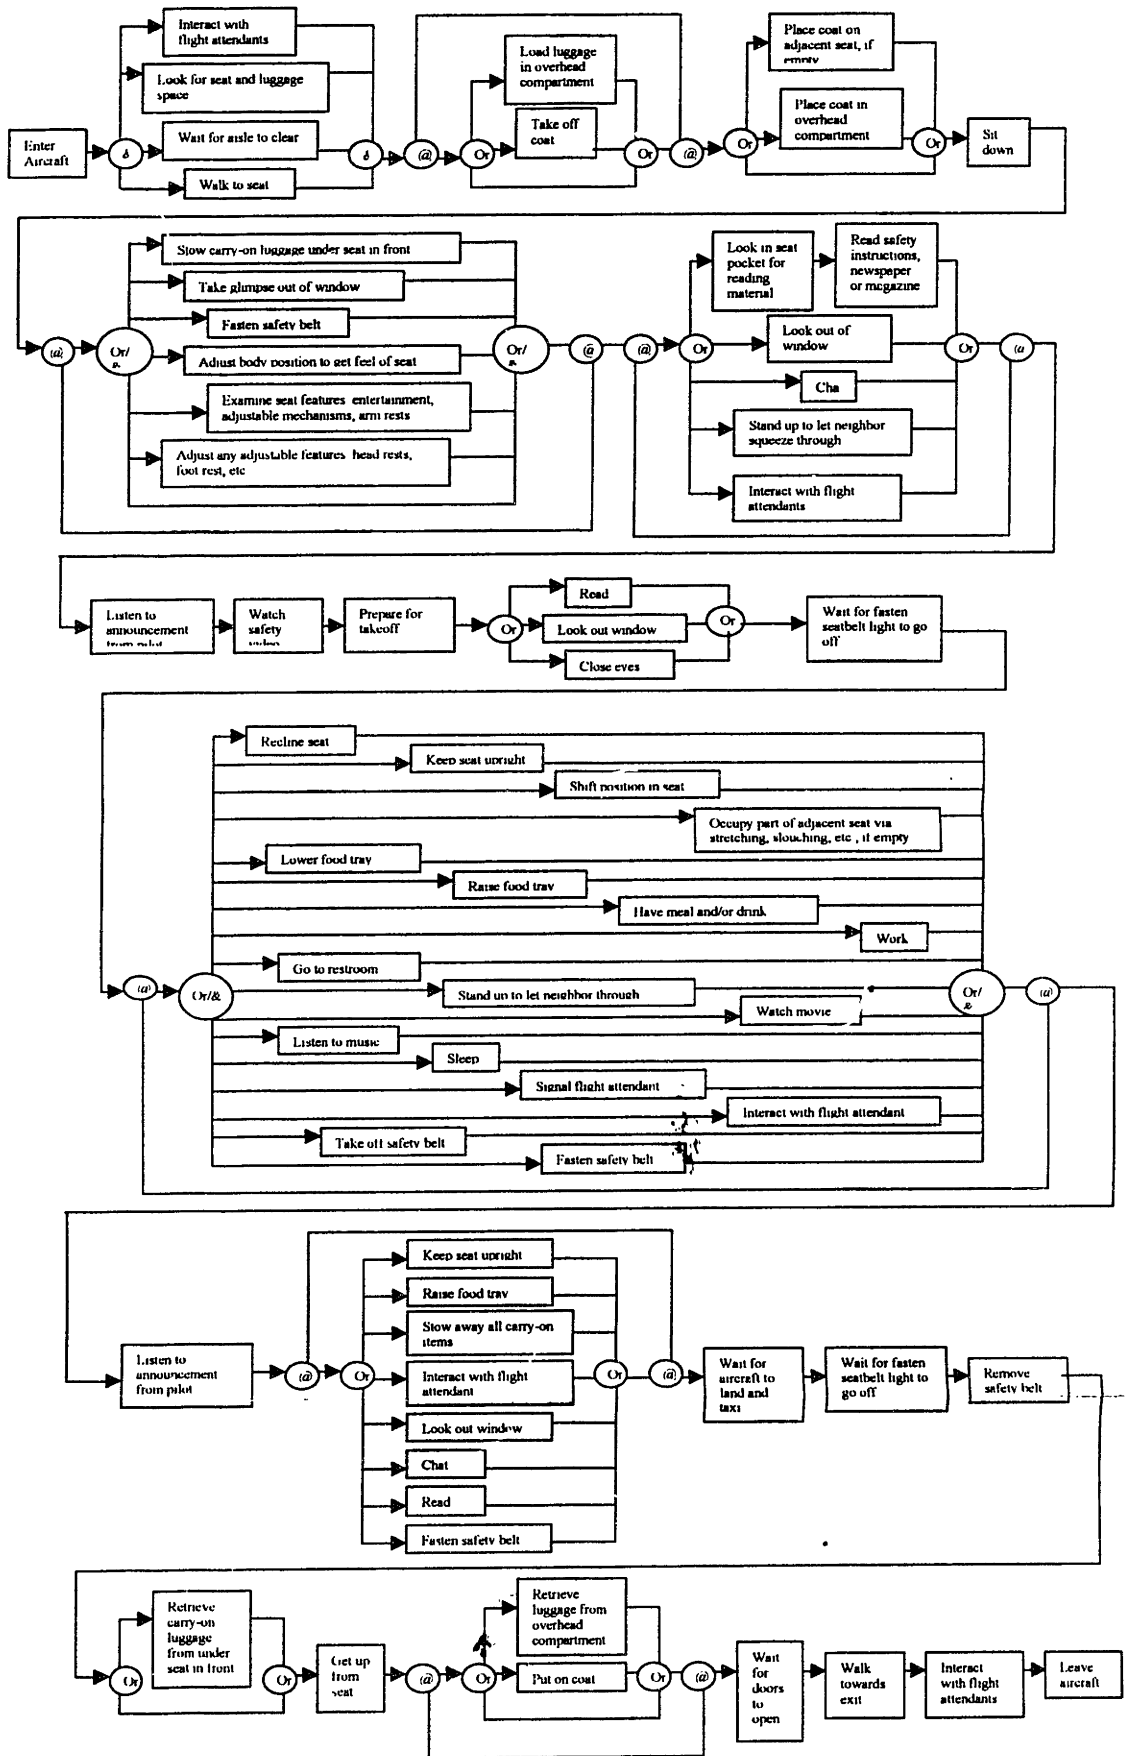 Enter
Aircraft
&
Interact with
flight attendants
Look for seat and luggage
space
Wait for aisle to clear
Walk to seat
&
@
Or
Load luggage
in overhead
compartment
Take off
coat
Or
@
Or
Place coat on
adjacent seat, if
empty
Place coat in
overhead
compartment
Or
Sit
down
@
Or/
&
Stow carry-on luggage under seat in front
Take glimpse out of window
Fasten safety belt
Adjust body position to get feel of seat
Examine seat features entertainment,
adjustable mechanisms, arm rests
Adjust any adjustable features head rests,
foot rest, etc
Or/
&
@
@
Or
Look in seat
pocket for
reading
material
Read safety
instructions,
newspaper
or magazine
Look out of
window
Cha
Stand up to let neighbor
squeeze through
Interact with flight
attendants
Or
@
Listen to
announcement
from pilot
Watch
safety
video
Prepare for
takeoff
Or
Read
Look out window
Close eyes
Or
Wait for fasten
seatbelt light to go
off
@
Or/&
Recline seat
Keep seat upright
Shift position in seat
Occupy part of adjacent seat via
stretching, slouching, etc , if empty
Lower food tray
Raise food tray
Have meal and/or drink
Work
Go to restroom
Stand up to let neighbor through
Watch movie
Listen to music
Sleep
Signal flight attendant
Interact with flight attendant
Take off safety belt
Fasten safety belt
Or/
&
@
Listen to
announcement
from pilot
@
Or
Keep seat upright
Raise food tray
Stow away all carry-on
items
Interact with flight
attendant
Look out window
Chat
Read
Fasten safety belt
Or
@
Wait for
aircraft to
land and
taxi
Wait for fasten
seatbelt light to
go off
Remove
safety belt
Or
Retrieve
carry-on
luggage
from under
seat in front
Or
Get up
from
seat
@
Or
Retrieve
luggage from
overhead
compartment
Put on coat
Or
@
Wait
for
doors
to
open
Walk
towards
exit
Interact
with flight
attendants
Leave
aircraft